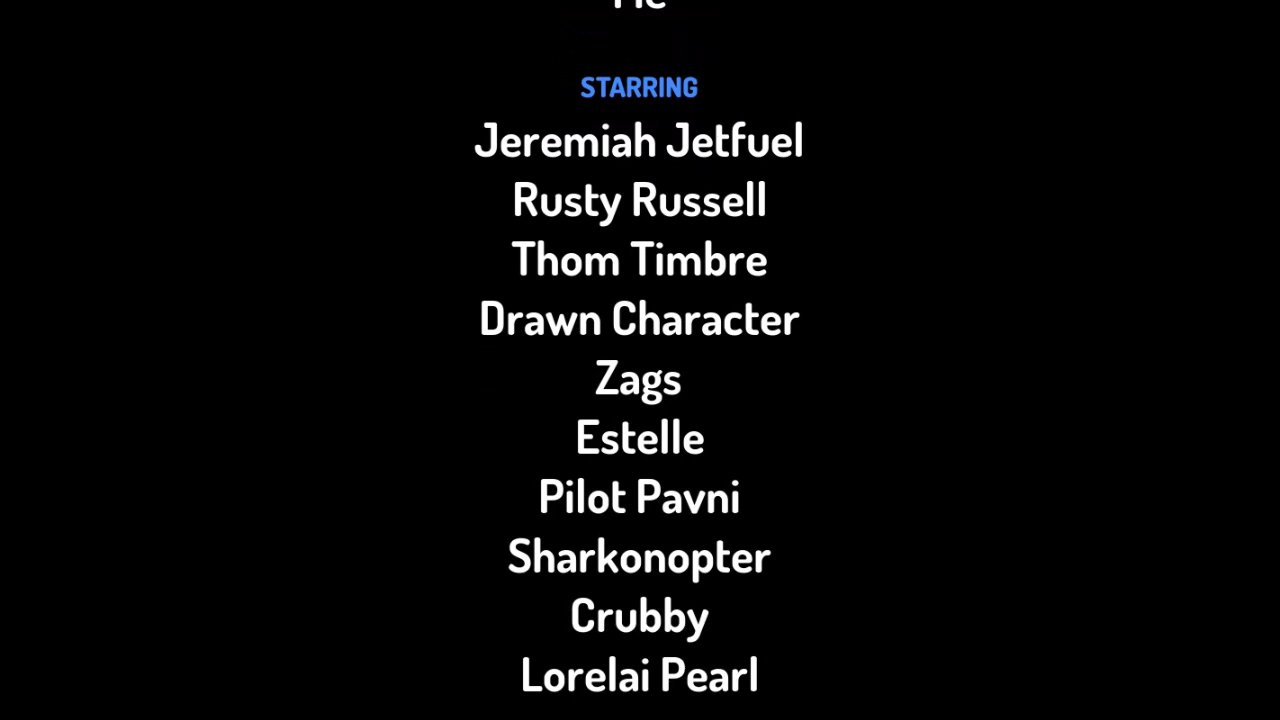 STARRING
Jeremiah Jetfuel
Rusty Russell
Thom Timbre
Drawn Character
Zags
Estelle
Pilot Pavni
Sharkonopter
Crubby
Lorelai Pearl